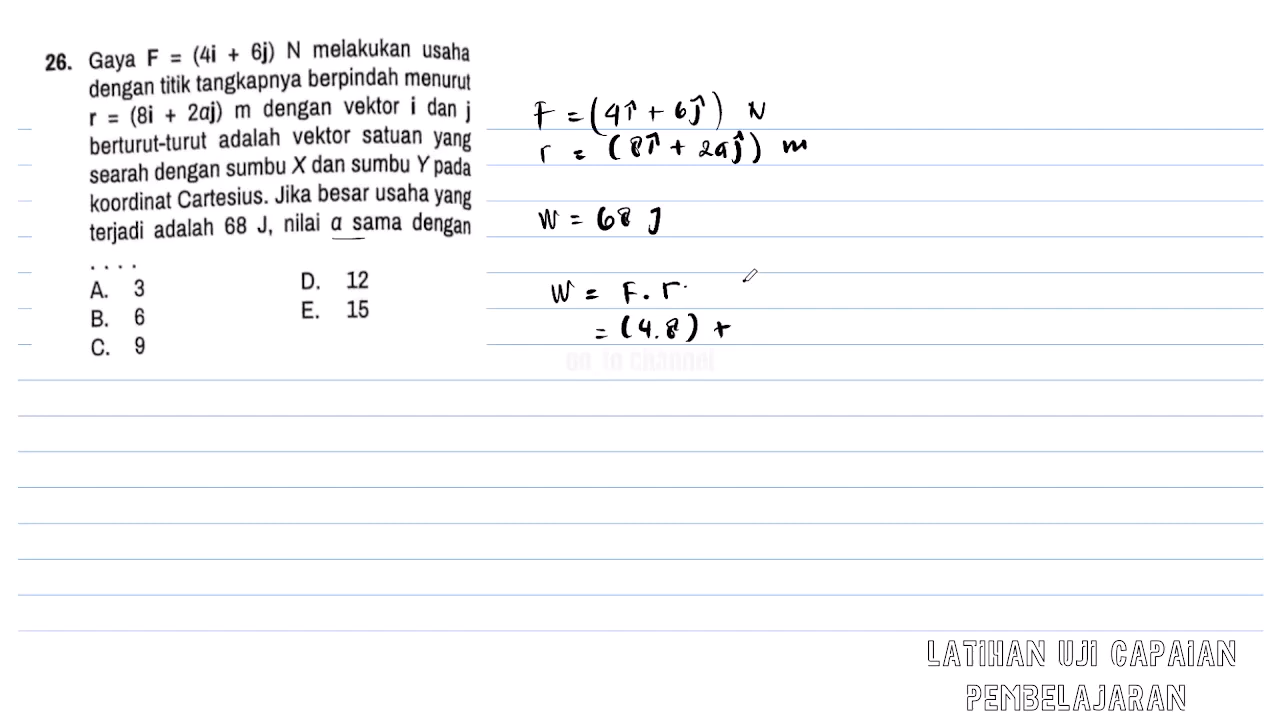 26. Gaya F = (4i + 6j) N melakukan usaha
dengan titik tangkapnya berpindah menurut
r = (8i + 2aj) m dengan vektor i dan j
berturut-turut adalah vektor satuan yang
searah dengan sumbu X dan sumbu Y pada
koordinat Cartesius. Jika besar usaha yang
terjadi adalah 68 J, nilai a sama dengan
. . . .
A. 3
B. 6
C. 9
D. 12
E. 15
F = (4î + 6ĵ) N
r = (8î + 2aĵ) m
W = 68 J
W = F. r.
= (4.8) +
to channel
LATIHAN UJI CAPAIAN
PEMBELAJARAN